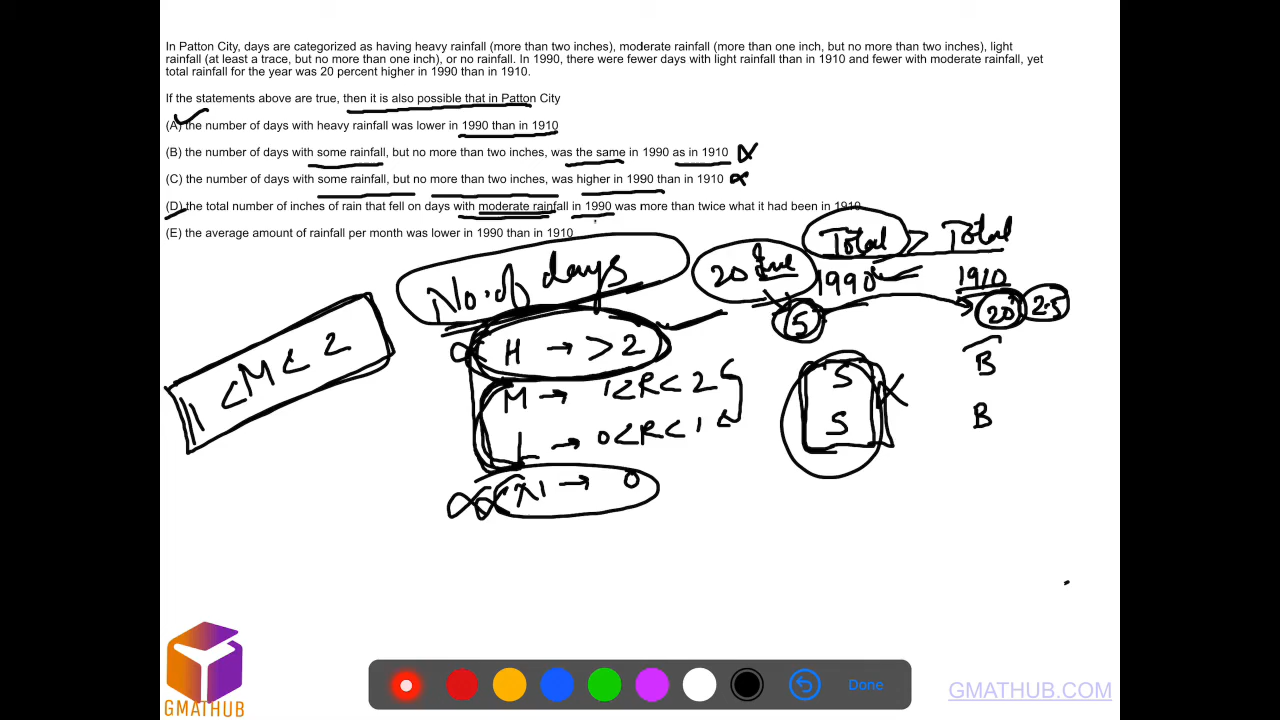 In Patton City, days are categorized as having heavy rainfall (more than two inches), moderate rainfall (more than one inch, but no more than two inches), light
rainfall (at least a trace, but no more than one inch), or no rainfall. In 1990, there were fewer days with light rainfall than in 1910 and fewer with moderate rainfall, yet
total rainfall for the year was 20 percent higher in 1990 than in 1910.
If the statements above are true, then it is also possible that in Patton City
(A) the number of days with heavy rainfall was lower in 1990 than in 1910
(B) the number of days with some rainfall, but no more than two inches, was the same in 1990 as in 1910
(C) the number of days with some rainfall, but no more than two inches, was higher in 1990 than in 1910
(D) the total number of inches of rain that fell on days with moderate rainfall in 1990 was more than twice what it had been in 1910
(E) the average amount of rainfall per month was lower in 1990 than in 1910
Total > Total
No. of days 20 1990 1910
5 20 2.5
1 < M < 2
H → > 2 B
M → 1 < R < 2 S
L → 0 < R < 1 S B
→ 0
GMATHUB
Done
GMATHUB.COM